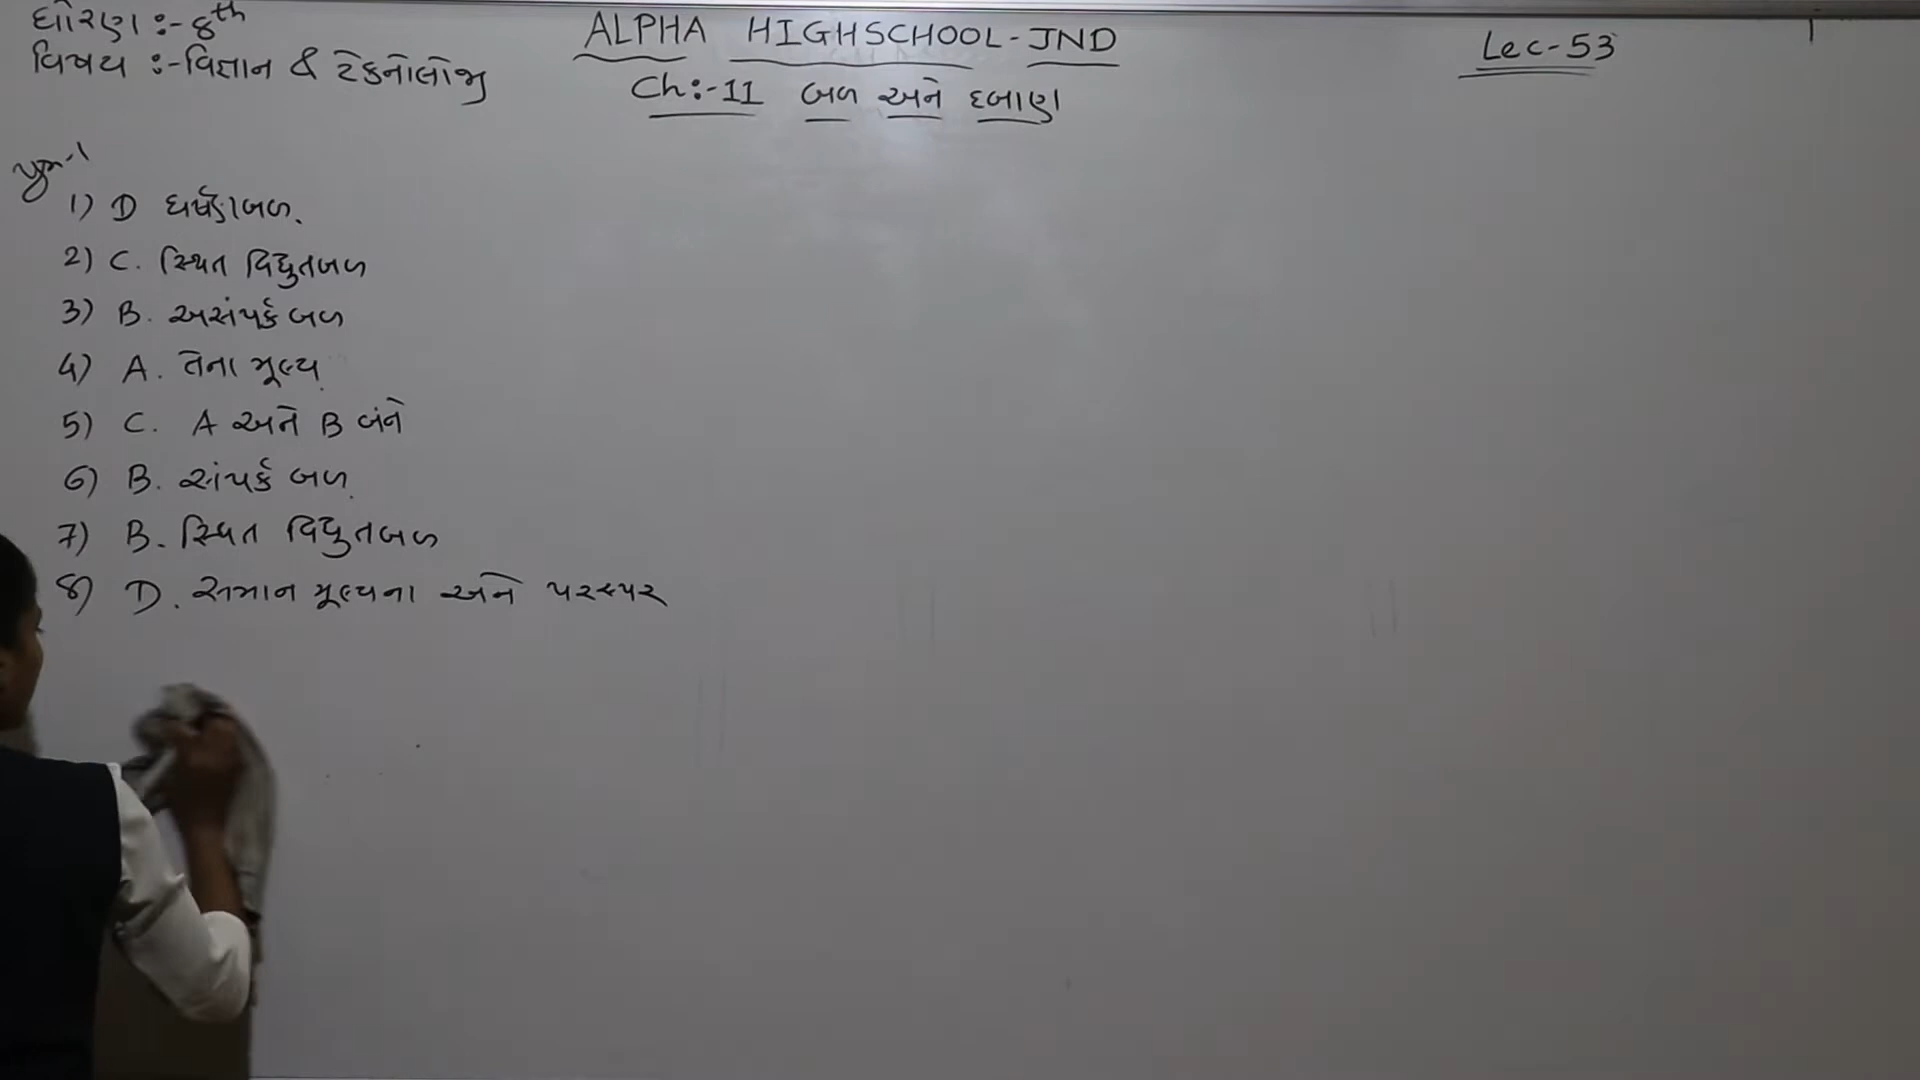 ધોરણ :- 8th
વિષય :- વિજ્ઞાન & ટેકનોલોજી
ALPHA HIGHSCHOOL - JND
Ch:-11 બળ અને દબાણ
Lec-53
1) D ઘર્ષણબળ.
2) C. સ્થિત વિદ્યુતબળ
3) B. અસંપર્ક બળ
4) A. તેના મૂલ્ય
5) C. A અને B બંને
6) B. સંપર્ક બળ.
7) B. સ્થિત વિદ્યુતબળ
8) D. સમાન મૂલ્યના અને પરસ્પર